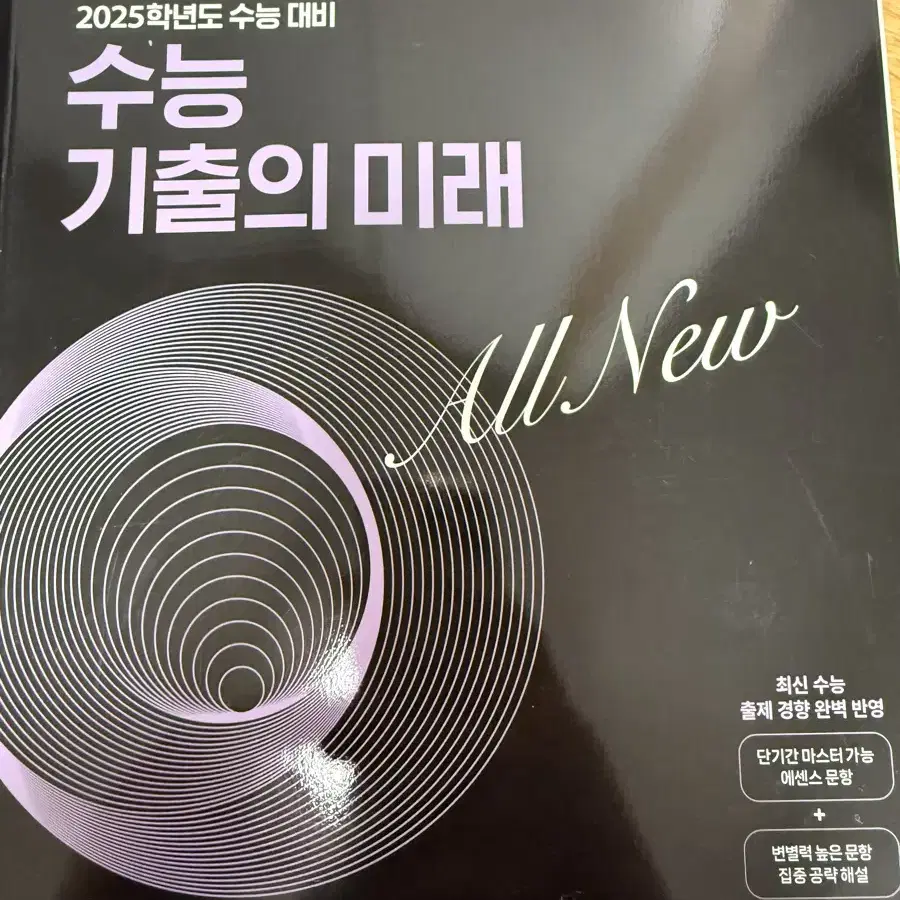 2025학년도 수능 대비
수능
기출의 미래
All New
최신 수능
출제 경향 완벽 반영
단기간 마스터 가능
에센스 문항
+
변별력 높은 문항
집중 공략 해설